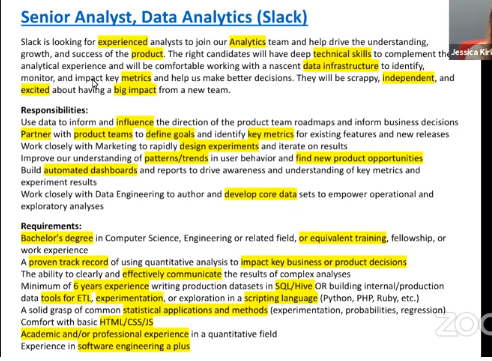 Senior Analyst, Data Analytics (Slack)
Slack is looking for experienced analysts to join our Analytics team and help drive the understanding,
growth, and success of the product. The right candidates will have deep technical skills to complement the
analytical experience and will be comfortable working with a nascent data infrastructure to identify,
monitor, and impact key metrics and help us make better decisions. They will be scrappy, independent, and
excited about having a big impact from a new team.
Jessica Kir
Responsibilities:
Use data to inform and influence the direction of the product team roadmaps and inform business decisions
Partner with product teams to define goals and identify key metrics for existing features and new releases
Work closely with Marketing to rapidly design experiments and iterate on results
Improve our understanding of patterns/trends in user behavior and find new product opportunities
Build automated dashboards and reports to drive awareness and understanding of key metrics and
experiment results
Work closely with Data Engineering to author and develop core data sets to empower operational and
exploratory analyses
Requirements:
Bachelor's degree in Computer Science, Engineering or related field, or equivalent training, fellowship, or
work experience
A proven track record of using quantitative analysis to impact key business or product decisions
The ability to clearly and effectively communicate the results of complex analyses
Minimum of 6 years experience writing production datasets in SQL/Hive OR building internal/production
data tools for ETL, experimentation, or exploration in a scripting language (Python, PHP, Ruby, etc.)
A solid grasp of common statistical applications and methods (experimentation, probabilities, regression)
Comfort with basic HTML/CSS/JS
Academic and/or professional experience in a quantitative field
Experience in software engineering a plus
zoo